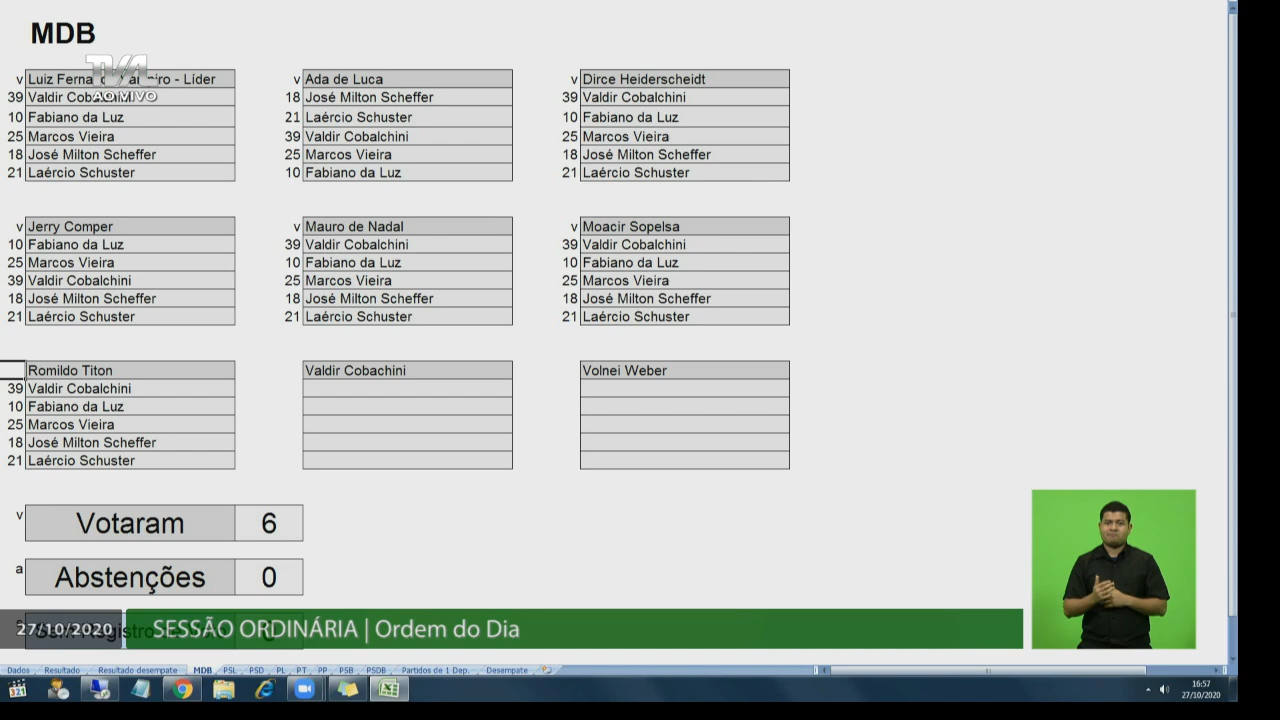 MDB
TVAL
AO VIVO
v Luiz Ferna iro - Líder
39 Valdir Cobalchini
10 Fabiano da Luz
25 Marcos Vieira
18 José Milton Scheffer
21 Laércio Schuster
v Ada de Luca
18 José Milton Scheffer
21 Laércio Schuster
39 Valdir Cobalchini
25 Marcos Vieira
10 Fabiano da Luz
v Dirce Heiderscheidt
39 Valdir Cobalchini
10 Fabiano da Luz
25 Marcos Vieira
18 José Milton Scheffer
21 Laércio Schuster
v Jerry Comper
10 Fabiano da Luz
25 Marcos Vieira
39 Valdir Cobalchini
18 José Milton Scheffer
21 Laércio Schuster
v Mauro de Nadal
39 Valdir Cobalchini
10 Fabiano da Luz
25 Marcos Vieira
18 José Milton Scheffer
21 Laércio Schuster
v Moacir Sopelsa
39 Valdir Cobalchini
10 Fabiano da Luz
25 Marcos Vieira
18 José Milton Scheffer
21 Laércio Schuster
Romildo Titon
39 Valdir Cobalchini
10 Fabiano da Luz
25 Marcos Vieira
18 José Milton Scheffer
21 Laércio Schuster
Valdir Cobachini
Volnei Weber
v Votaram 6
a Abstenções 0
27/10/2020 SESSÃO ORDINÁRIA | Ordem do Dia
Dados Resultado Resultado desempate MDB PSL PSD PL PT PP PSB PSDB Partidos de 1 Dep. Desempate
16:57
27/10/2020